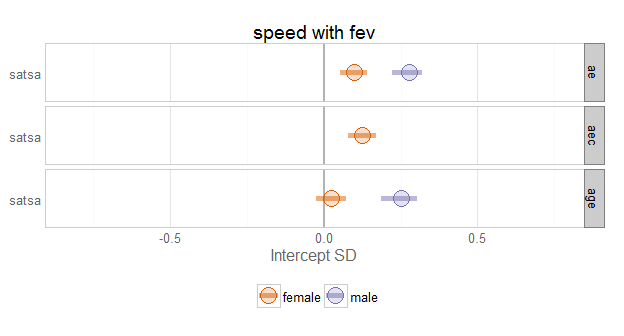 speed with fev
satsa
ae
satsa
aec
satsa
age
-0.5 0.0 0.5
Intercept SD
female male